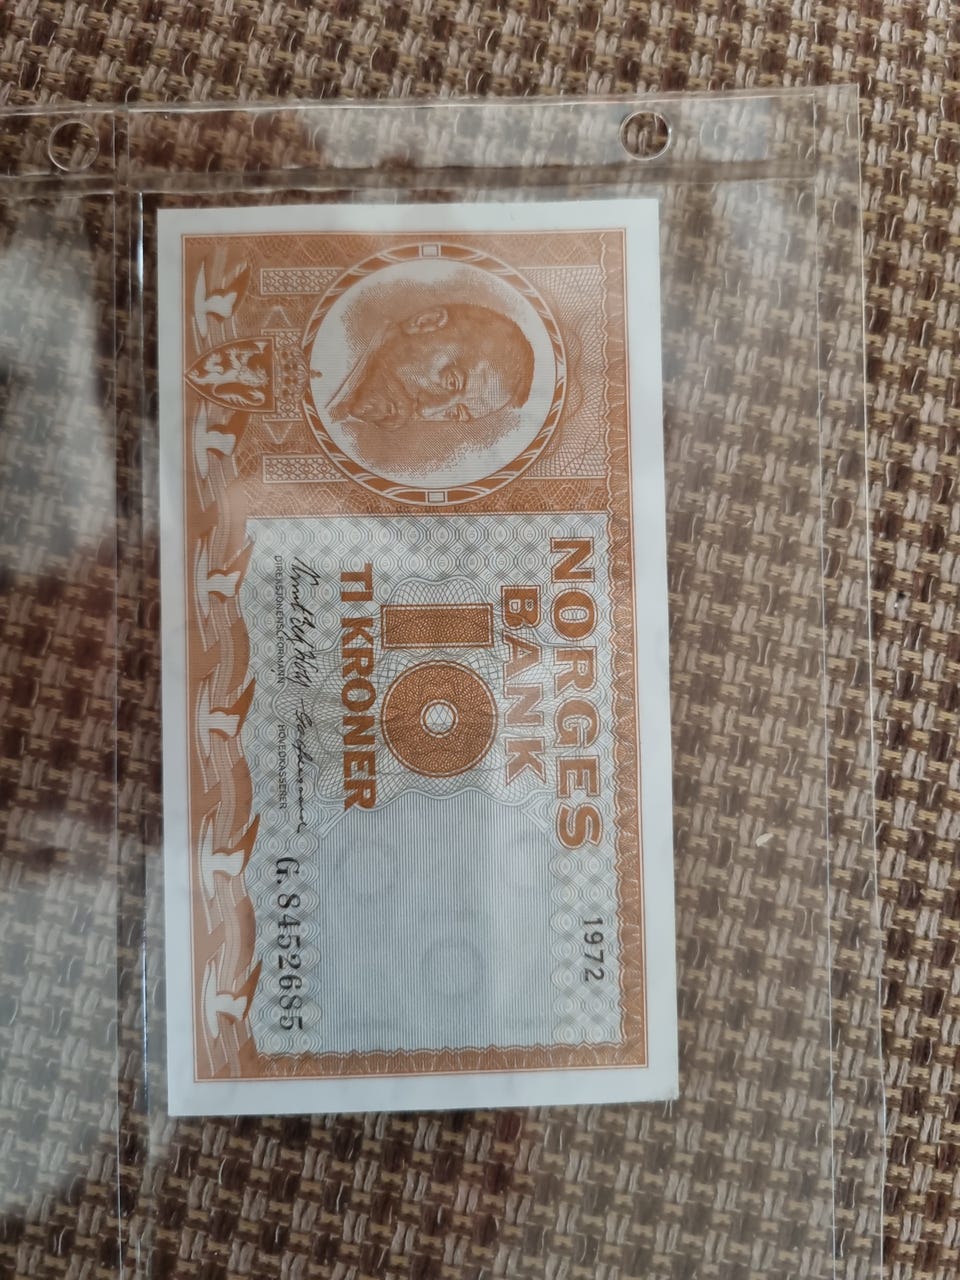 NORGES
1972
BANK
10
TI KRONER
DIREKSJONENS FORMANN
HOVEDKASSERER
G.8452685